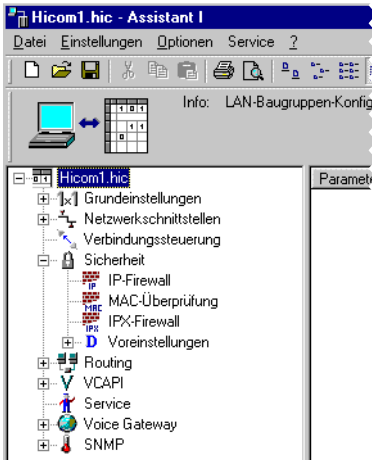 Hicom1.hic - Assistant I
Datei Einstellungen Optionen Service ?
Info: LAN-Baugruppen-Konfig
Hicom1.hic
Paramete
Grundeinstellungen
Netzwerkschnittstellen
Verbindungssteuerung
Sicherheit
IP-Firewall
MAC-Überprüfung
IPX-Firewall
D Voreinstellungen
Routing
V VCAPI
Service
Voice Gateway
SNMP